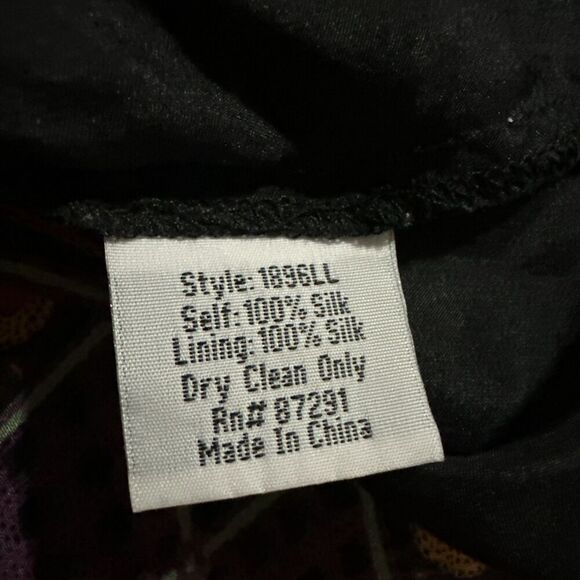 Style: 1896LL
Self: 100% Silk
Lining: 100% Silk
Dry Clean Only
Rn# 87291
Made In China